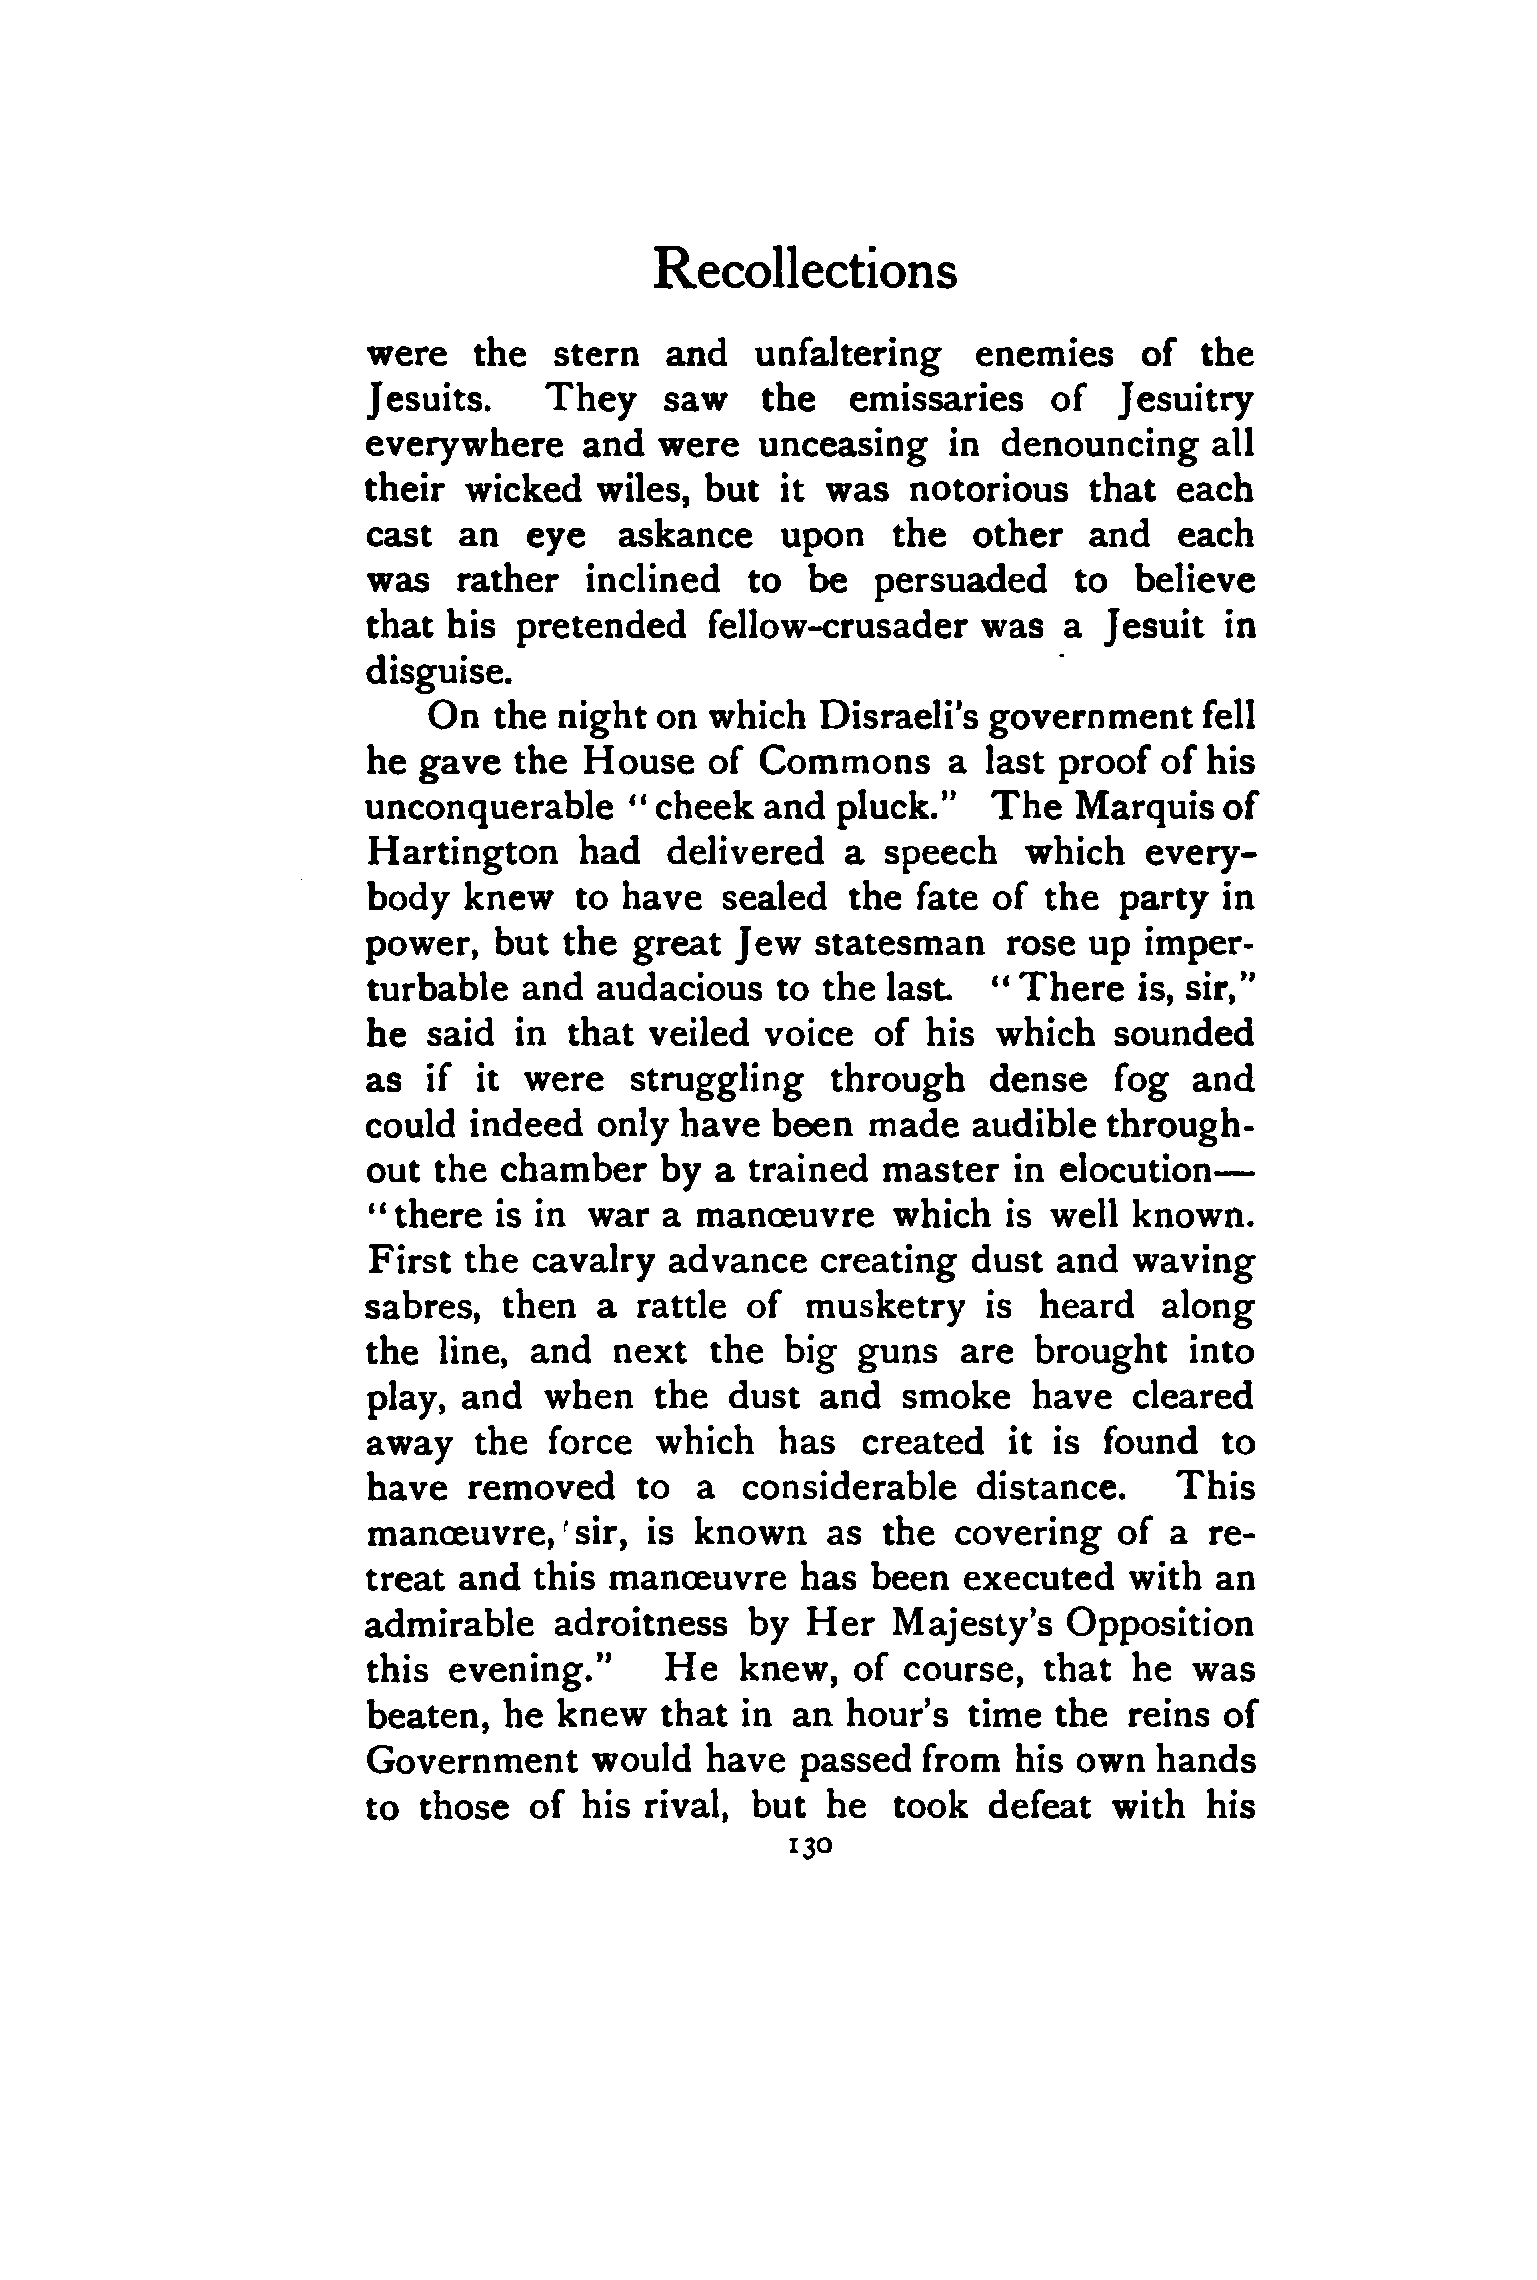 Recollections
were the stern and unfaltering enemies of the
Jesuits. They saw the emissaries of Jesuitry
everywhere and were unceasing in denouncing all
their wicked wiles, but it was notorious that each
cast an eye askance upon the other and each
was rather inclined to be persuaded to believe
that his pretended fellow-crusader was a Jesuit in
disguise.
On the night on which Disraeli's government fell
he gave the House of Commons a last proof of his
unconquerable "cheek and pluck." The Marquis of
Hartington had delivered a speech which every-
body knew to have sealed the fate of the party in
power, but the great Jew statesman rose up imper-
turbable and audacious to the last. "There is, sir,"
he said in that veiled voice of his which sounded
as if it were struggling through dense fog and
could indeed only have been made audible through-
out the chamber by a trained master in elocution—
"there is in war a manœuvre which is well known.
First the cavalry advance creating dust and waving
sabres, then a rattle of musketry is heard along
the line, and next the big guns are brought into
play, and when the dust and smoke have cleared
away the force which has created it is found to
have removed to a considerable distance. This
manœuvre, sir, is known as the covering of a re-
treat and this manœuvre has been executed with an
admirable adroitness by Her Majesty's Opposition
this evening." He knew, of course, that he was
beaten, he knew that in an hour's time the reins of
Government would have passed from his own hands
to those of his rival, but he took defeat with his
130